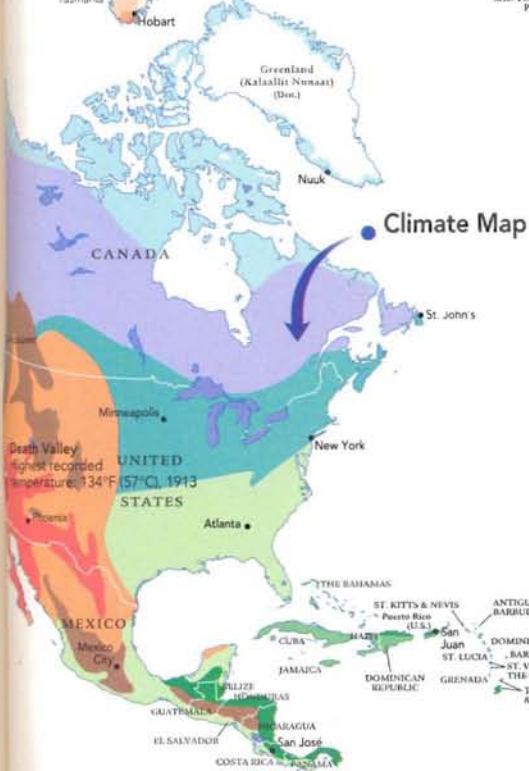 Hobart
Greenland
(Kalaallit Nunaat)
(Den.)
Nuuk
Climate Map
CANADA
St. John's
Minneapolis
New York
Death Valley
highest recorded
temperature: 134°F (57°C), 1913
UNITED
STATES
Phoenix
Atlanta
THE BAHAMAS
MEXICO
Mexico
City
CUBA
HAITI
ST. KITTS & NEVIS
Puerto Rico
(U.S.)
San
Juan
ST. LUCIA
GRENADA
JAMAICA
DOMINICAN
REPUBLIC
BELIZE
HONDURAS
GUATEMALA
NICARAGUA
EL SALVADOR
San José
COSTA RICA
PANAMA